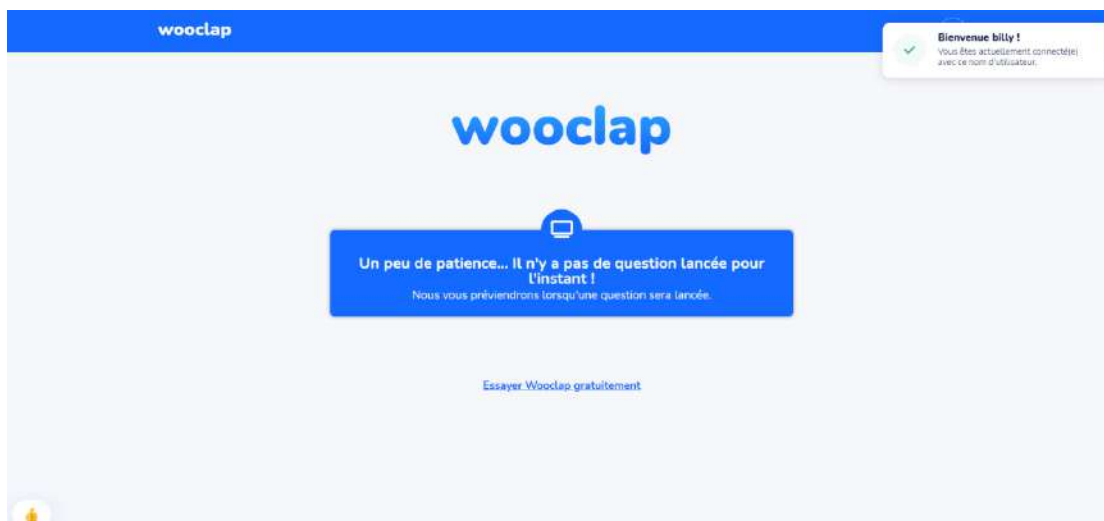 wooclap
Bienvenue billy !
Vous êtes actuellement connecté(e)
avec ce nom d'utilisateur.
wooclap
Un peu de patience... Il n'y a pas de question lancée pour
l'instant !
Nous vous préviendrons lorsqu'une question sera lancée.
Essayer Wooclap gratuitement